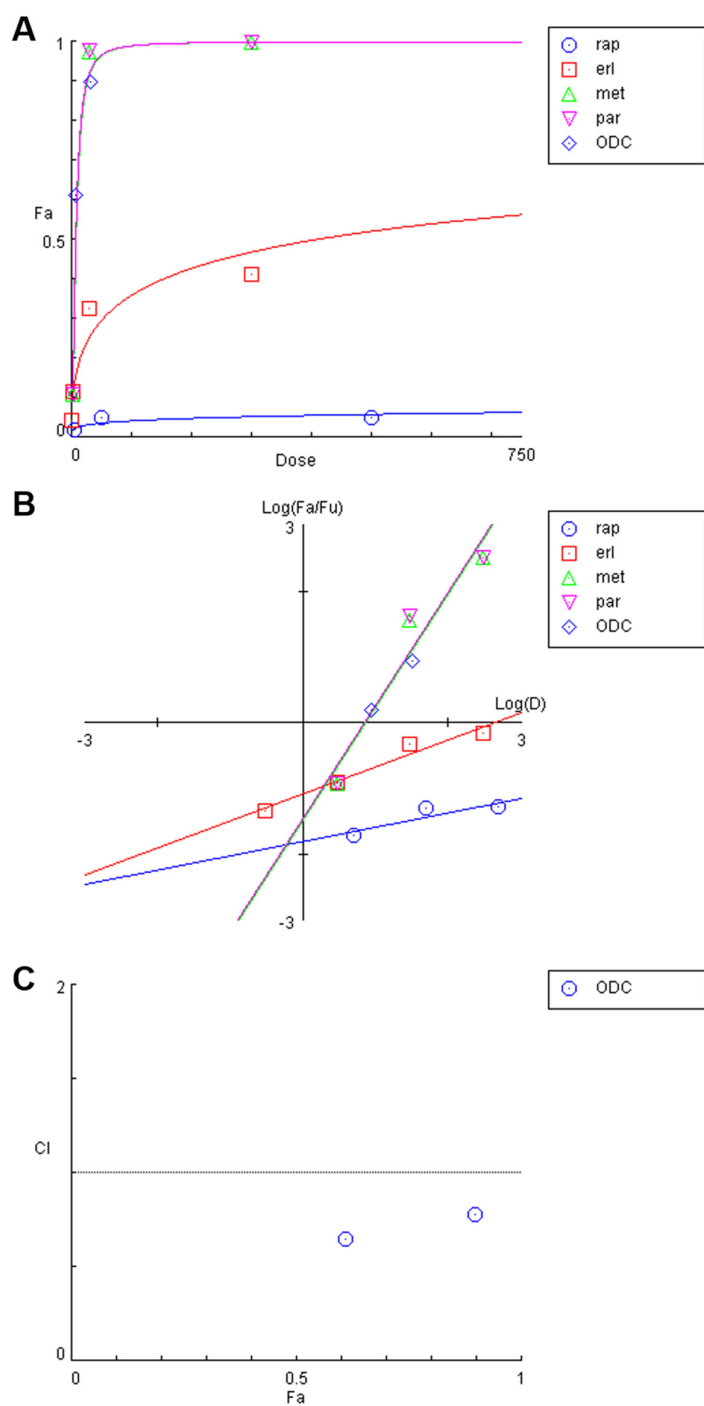 A
1
Fa
0.5
0
0
Dose
750
rap
erl
met
par
ODC
B
Log(Fa/Fu)
3
Log(D)
-3
3
-3
rap
erl
met
par
ODC
C
2
CI
0
0
0.5
Fa
1
ODC